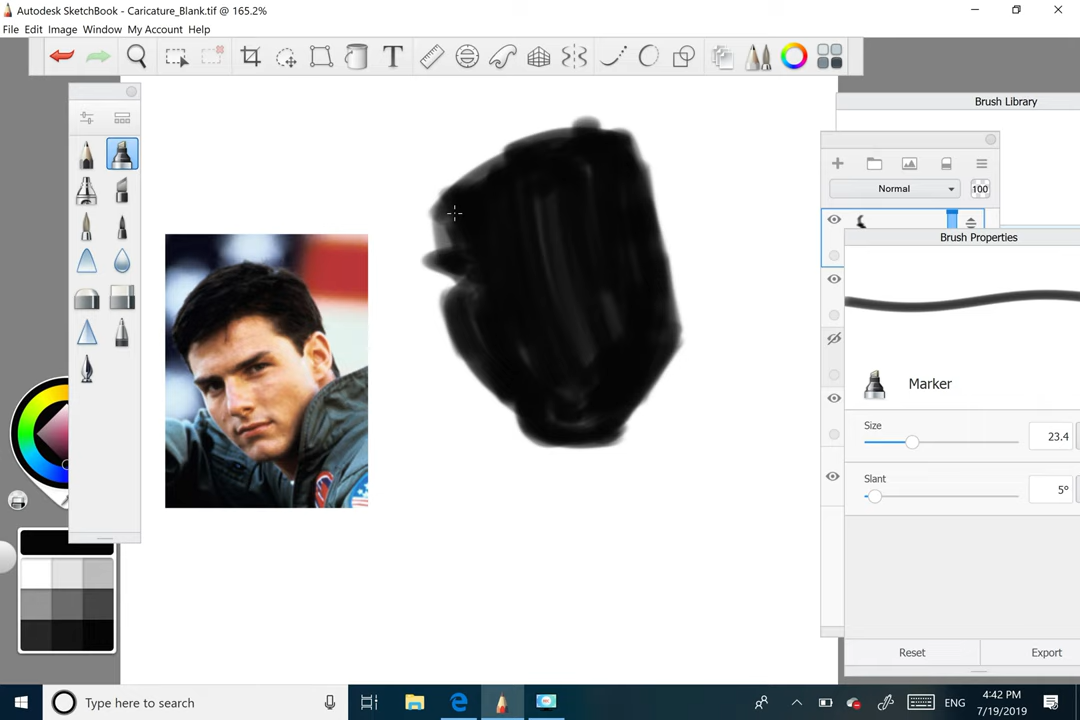 Autodesk SketchBook - Caricature_Blank.tif @ 165.2%
File Edit Image Window My Account Help
T
Brush Library
Normal 100
Brush Properties
Marker
Size
23.4
Slant
5°
Reset Export
Type here to search
ENG
4:42 PM
7/19/2019